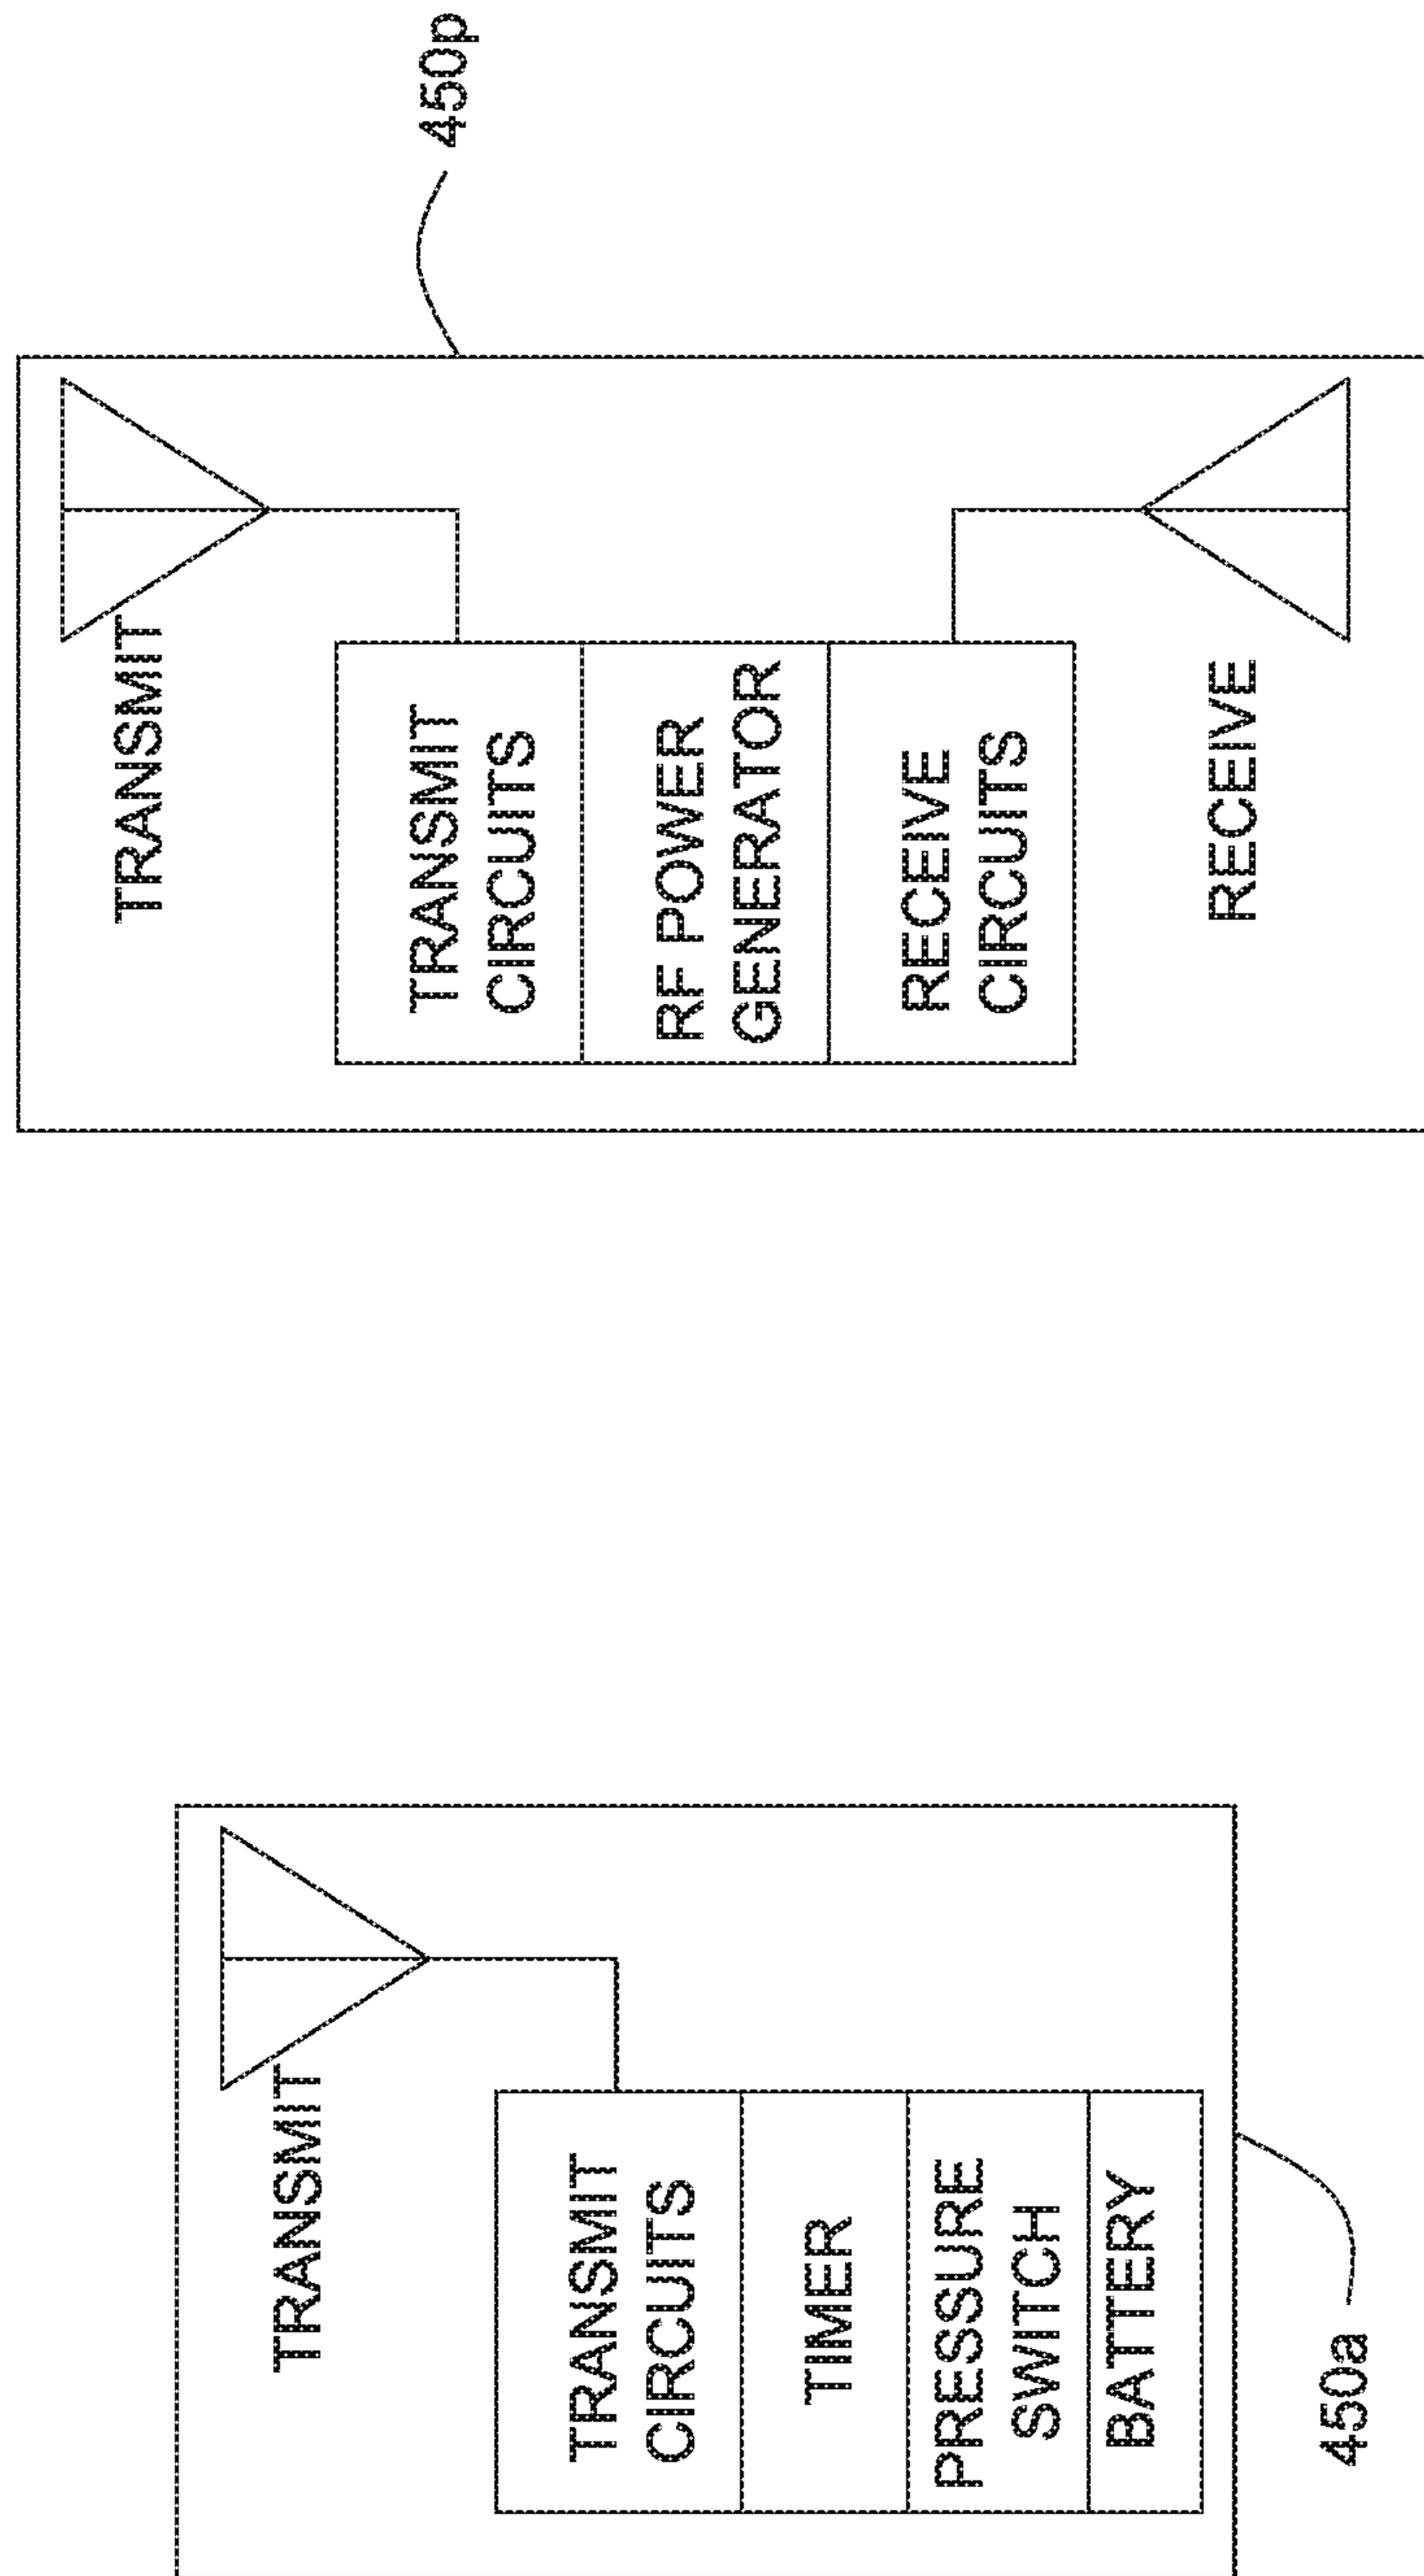 TRANSMIT
TRANSMIT
CIRCUITS
TIMER
PRESSURE
SWITCH
BATTERY
450a
TRANSMIT
TRANSMIT
CIRCUITS
RF POWER
GENERATOR
RECEIVE
CIRCUITS
RECEIVE
450p